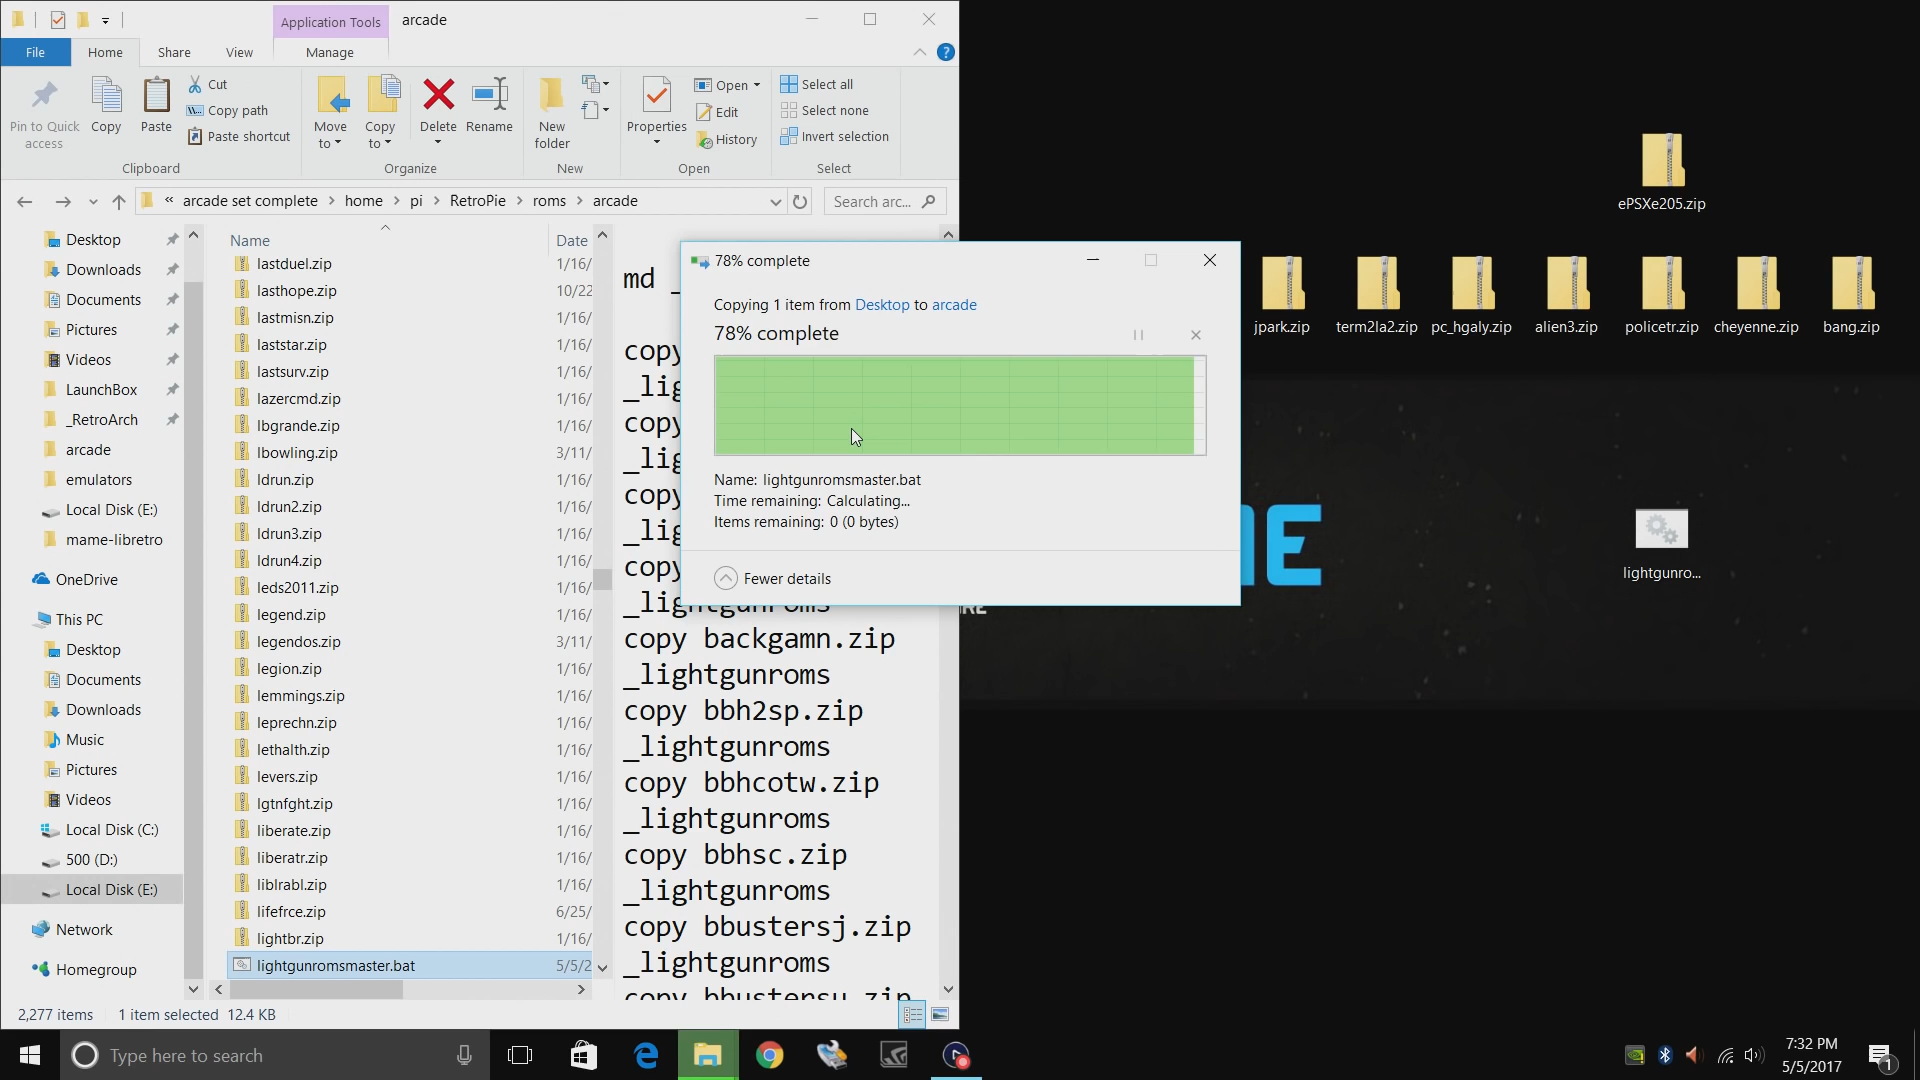 Application Tools
arcade
File
Home
Share
View
Manage
Pin to Quick access
Copy
Paste
Cut
Copy path
Paste shortcut
Clipboard
Move to
Copy to
Delete
Rename
Organize
New folder
New
Properties
Open
Edit
History
Open
Select all
Select none
Invert selection
Select
« arcade set complete > home > pi > RetroPie > roms > arcade
Search arc...
Desktop
Downloads
Documents
Pictures
Videos
LaunchBox
_RetroArch
arcade
emulators
Local Disk (E:)
mame-libretro
OneDrive
This PC
Desktop
Documents
Downloads
Music
Pictures
Videos
Local Disk (C:)
500 (D:)
Local Disk (E:)
Network
Homegroup
Name
Date
lastduel.zip 1/16/
lasthope.zip 10/22
lastmisn.zip 1/16/
laststar.zip 1/16/
lastsurv.zip 1/16/
lazercmd.zip 1/16/
lbgrande.zip 1/16/
lbowling.zip 3/11/
ldrun.zip 1/16/
ldrun2.zip 1/16/
ldrun3.zip 1/16/
ldrun4.zip 1/16/
leds2011.zip 1/16/
legend.zip 1/16/
legendos.zip 3/11/
legion.zip 1/16/
lemmings.zip 1/16/
leprechn.zip 1/16/
lethalth.zip 1/16/
levers.zip 1/16/
lgtnfght.zip 1/16/
liberate.zip 1/16/
liberatr.zip 1/16/
liblrabl.zip 1/16/
lifefrce.zip 6/25/
lightbr.zip 1/16/
lightgunromsmaster.bat 5/5/2
md _
copy
_lig
copy
_lig
copy
_lig
copy
_lightgunroms
copy backgamn.zip
_lightgunroms
copy bbh2sp.zip
_lightgunroms
copy bbhcotw.zip
_lightgunroms
copy bbhsc.zip
_lightgunroms
copy bbustersj.zip
_lightgunroms
copy bbustersu.zip
78% complete
Copying 1 item from Desktop to arcade
78% complete
Name: lightgunromsmaster.bat
Time remaining: Calculating...
Items remaining: 0 (0 bytes)
Fewer details
2,277 items
1 item selected 12.4 KB
ePSXe205.zip
jpark.zip
term2la2.zip
pc_hgaly.zip
alien3.zip
policetr.zip
cheyenne.zip
bang.zip
lightgunro...
Type here to search
7:32 PM
5/5/2017
1